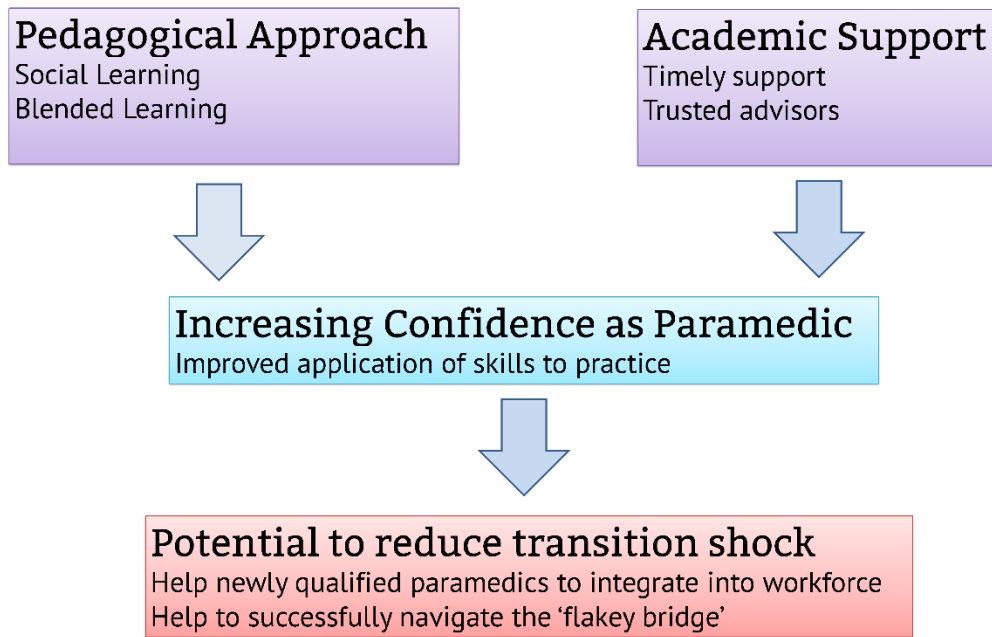 Pedagogical Approach
Social Learning
Blended Learning
Academic Support
Timely support
Trusted advisors
Increasing Confidence as Paramedic
Improved application of skills to practice
Potential to reduce transition shock
Help newly qualified paramedics to integrate into workforce
Help to successfully navigate the ‘flakey bridge’